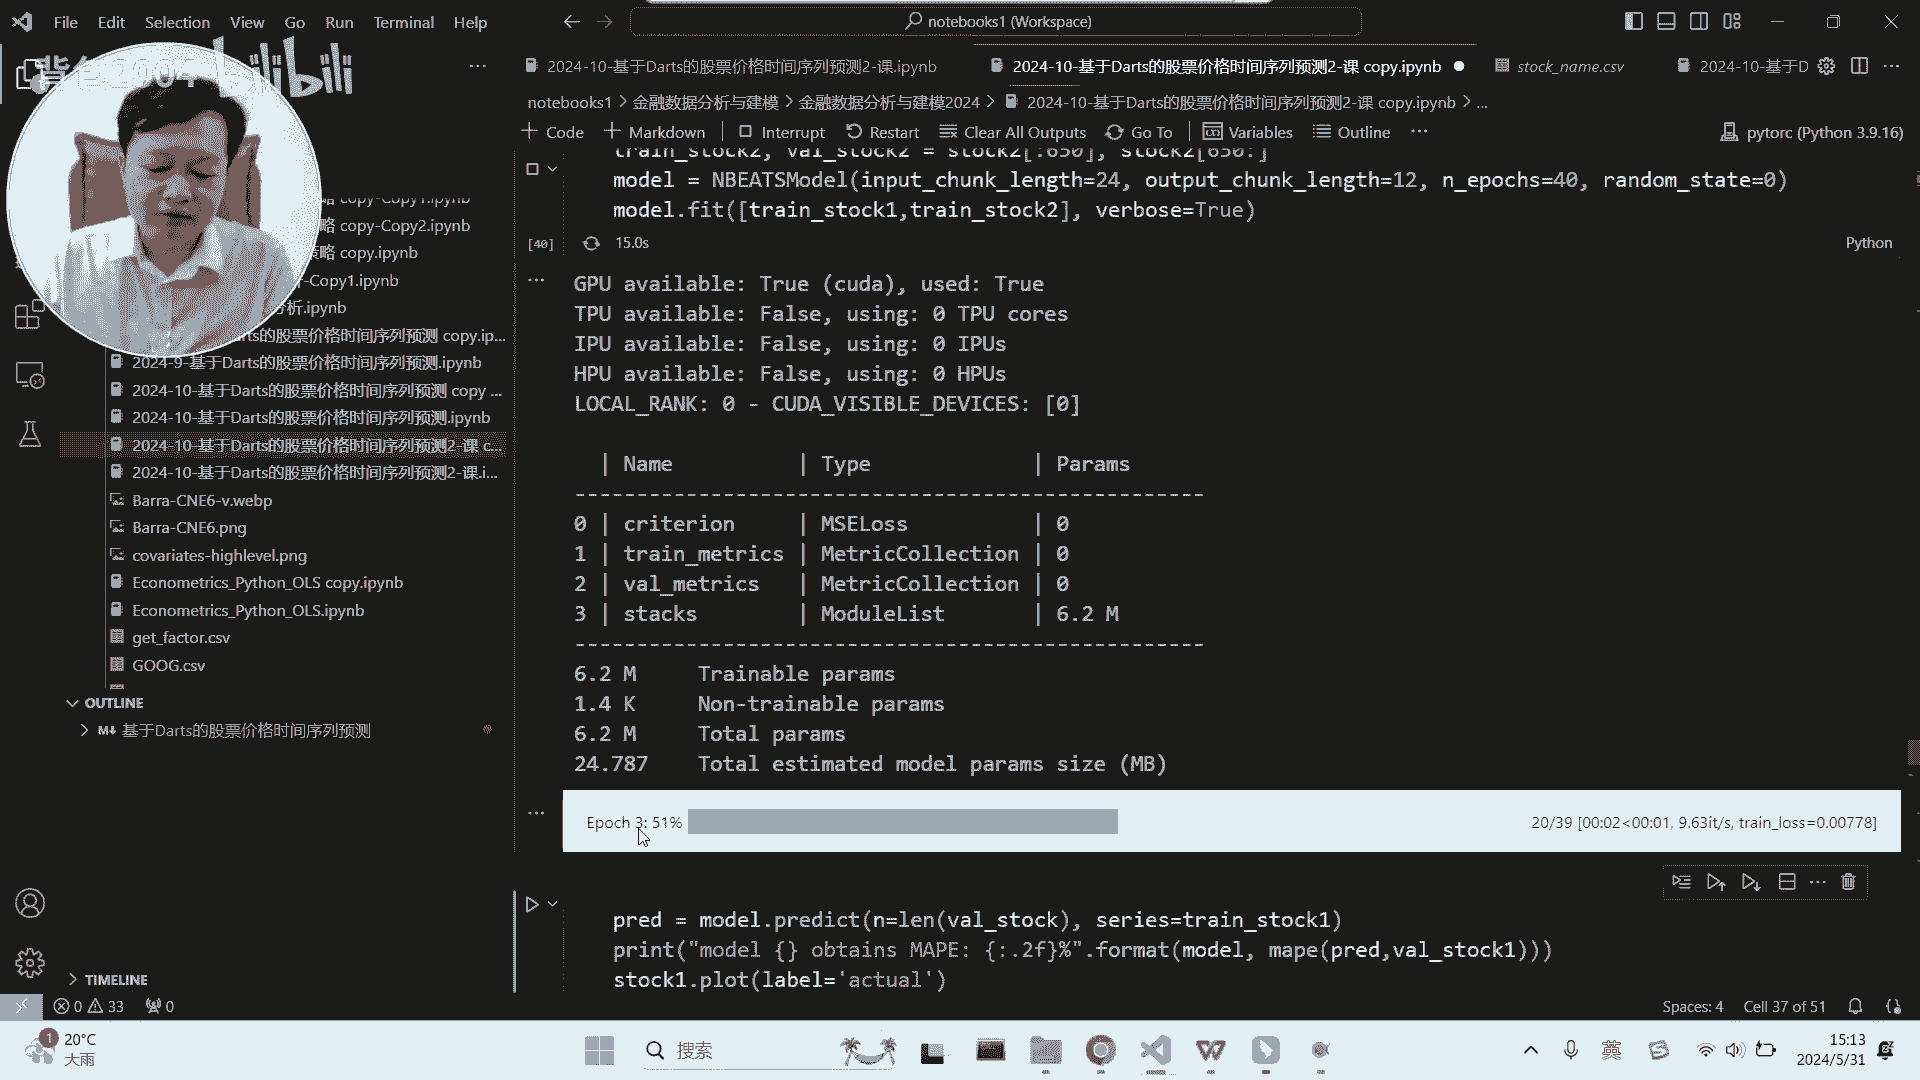 File Edit Selection View Go Run Terminal Help
notebooks1 (Workspace)
bilibili
2024-10-基于Darts的股票价格时间序列预测2-课.ipynb
2024-10-基于Darts的股票价格时间序列预测2-课 copy.ipynb
stock_name.csv
2024-10-基于D
notebooks1 > 金融数据分析与建模 > 金融数据分析与建模2024 > 2024-10-基于Darts的股票价格时间序列预测2-课 copy.ipynb > ...
Code Markdown Interrupt Restart Clear All Outputs Go To Variables Outline ...
pytorc (Python 3.9.16)
略 copy-Copy1.ipynb
略 copy-Copy2.ipynb
策略 copy.ipynb
-Copy1.ipynb
分析.ipynb
arts的股票价格时间序列预测 copy.ip...
2024-9-基于Darts的股票价格时间序列预测.ipynb
2024-10-基于Darts的股票价格时间序列预测 copy ...
2024-10-基于Darts的股票价格时间序列预测.ipynb
2024-10-基于Darts的股票价格时间序列预测2-课 c...
2024-10-基于Darts的股票价格时间序列预测2-课.i...
Barra-CNE6-v.webp
Barra-CNE6.png
covariates-highlevel.png
Econometrics_Python_OLS copy.ipynb
Econometrics_Python_OLS.ipynb
get_factor.csv
GOOG.csv
OUTLINE
M↓ 基于Darts的股票价格时间序列预测
TIMELINE
train_stock2, val_stock2 = stock2[:650], stock2[650:]
model = NBEATSModel(input_chunk_length=24, output_chunk_length=12, n_epochs=40, random_state=0)
model.fit([train_stock1,train_stock2], verbose=True)
[40] 15.0s Python
GPU available: True (cuda), used: True
TPU available: False, using: 0 TPU cores
IPU available: False, using: 0 IPUs
HPU available: False, using: 0 HPUs
LOCAL_RANK: 0 - CUDA_VISIBLE_DEVICES: [0]
| Name | Type | Params
------------------------------------------------------
0 | criterion | MSELoss | 0
1 | train_metrics | MetricCollection | 0
2 | val_metrics | MetricCollection | 0
3 | stacks | ModuleList | 6.2 M
------------------------------------------------------
6.2 M Trainable params
1.4 K Non-trainable params
6.2 M Total params
24.787 Total estimated model params size (MB)
Epoch 3: 51% 20/39 [00:02<00:01, 9.63it/s, train_loss=0.00778]
pred = model.predict(n=len(val_stock), series=train_stock1)
print("model {} obtains MAPE: {:.2f}%".format(model, mape(pred,val_stock1)))
stock1.plot(label='actual')
0 33 0
Spaces: 4 Cell 37 of 51
1
20°C
大雨
搜索
英
15:13
2024/5/31